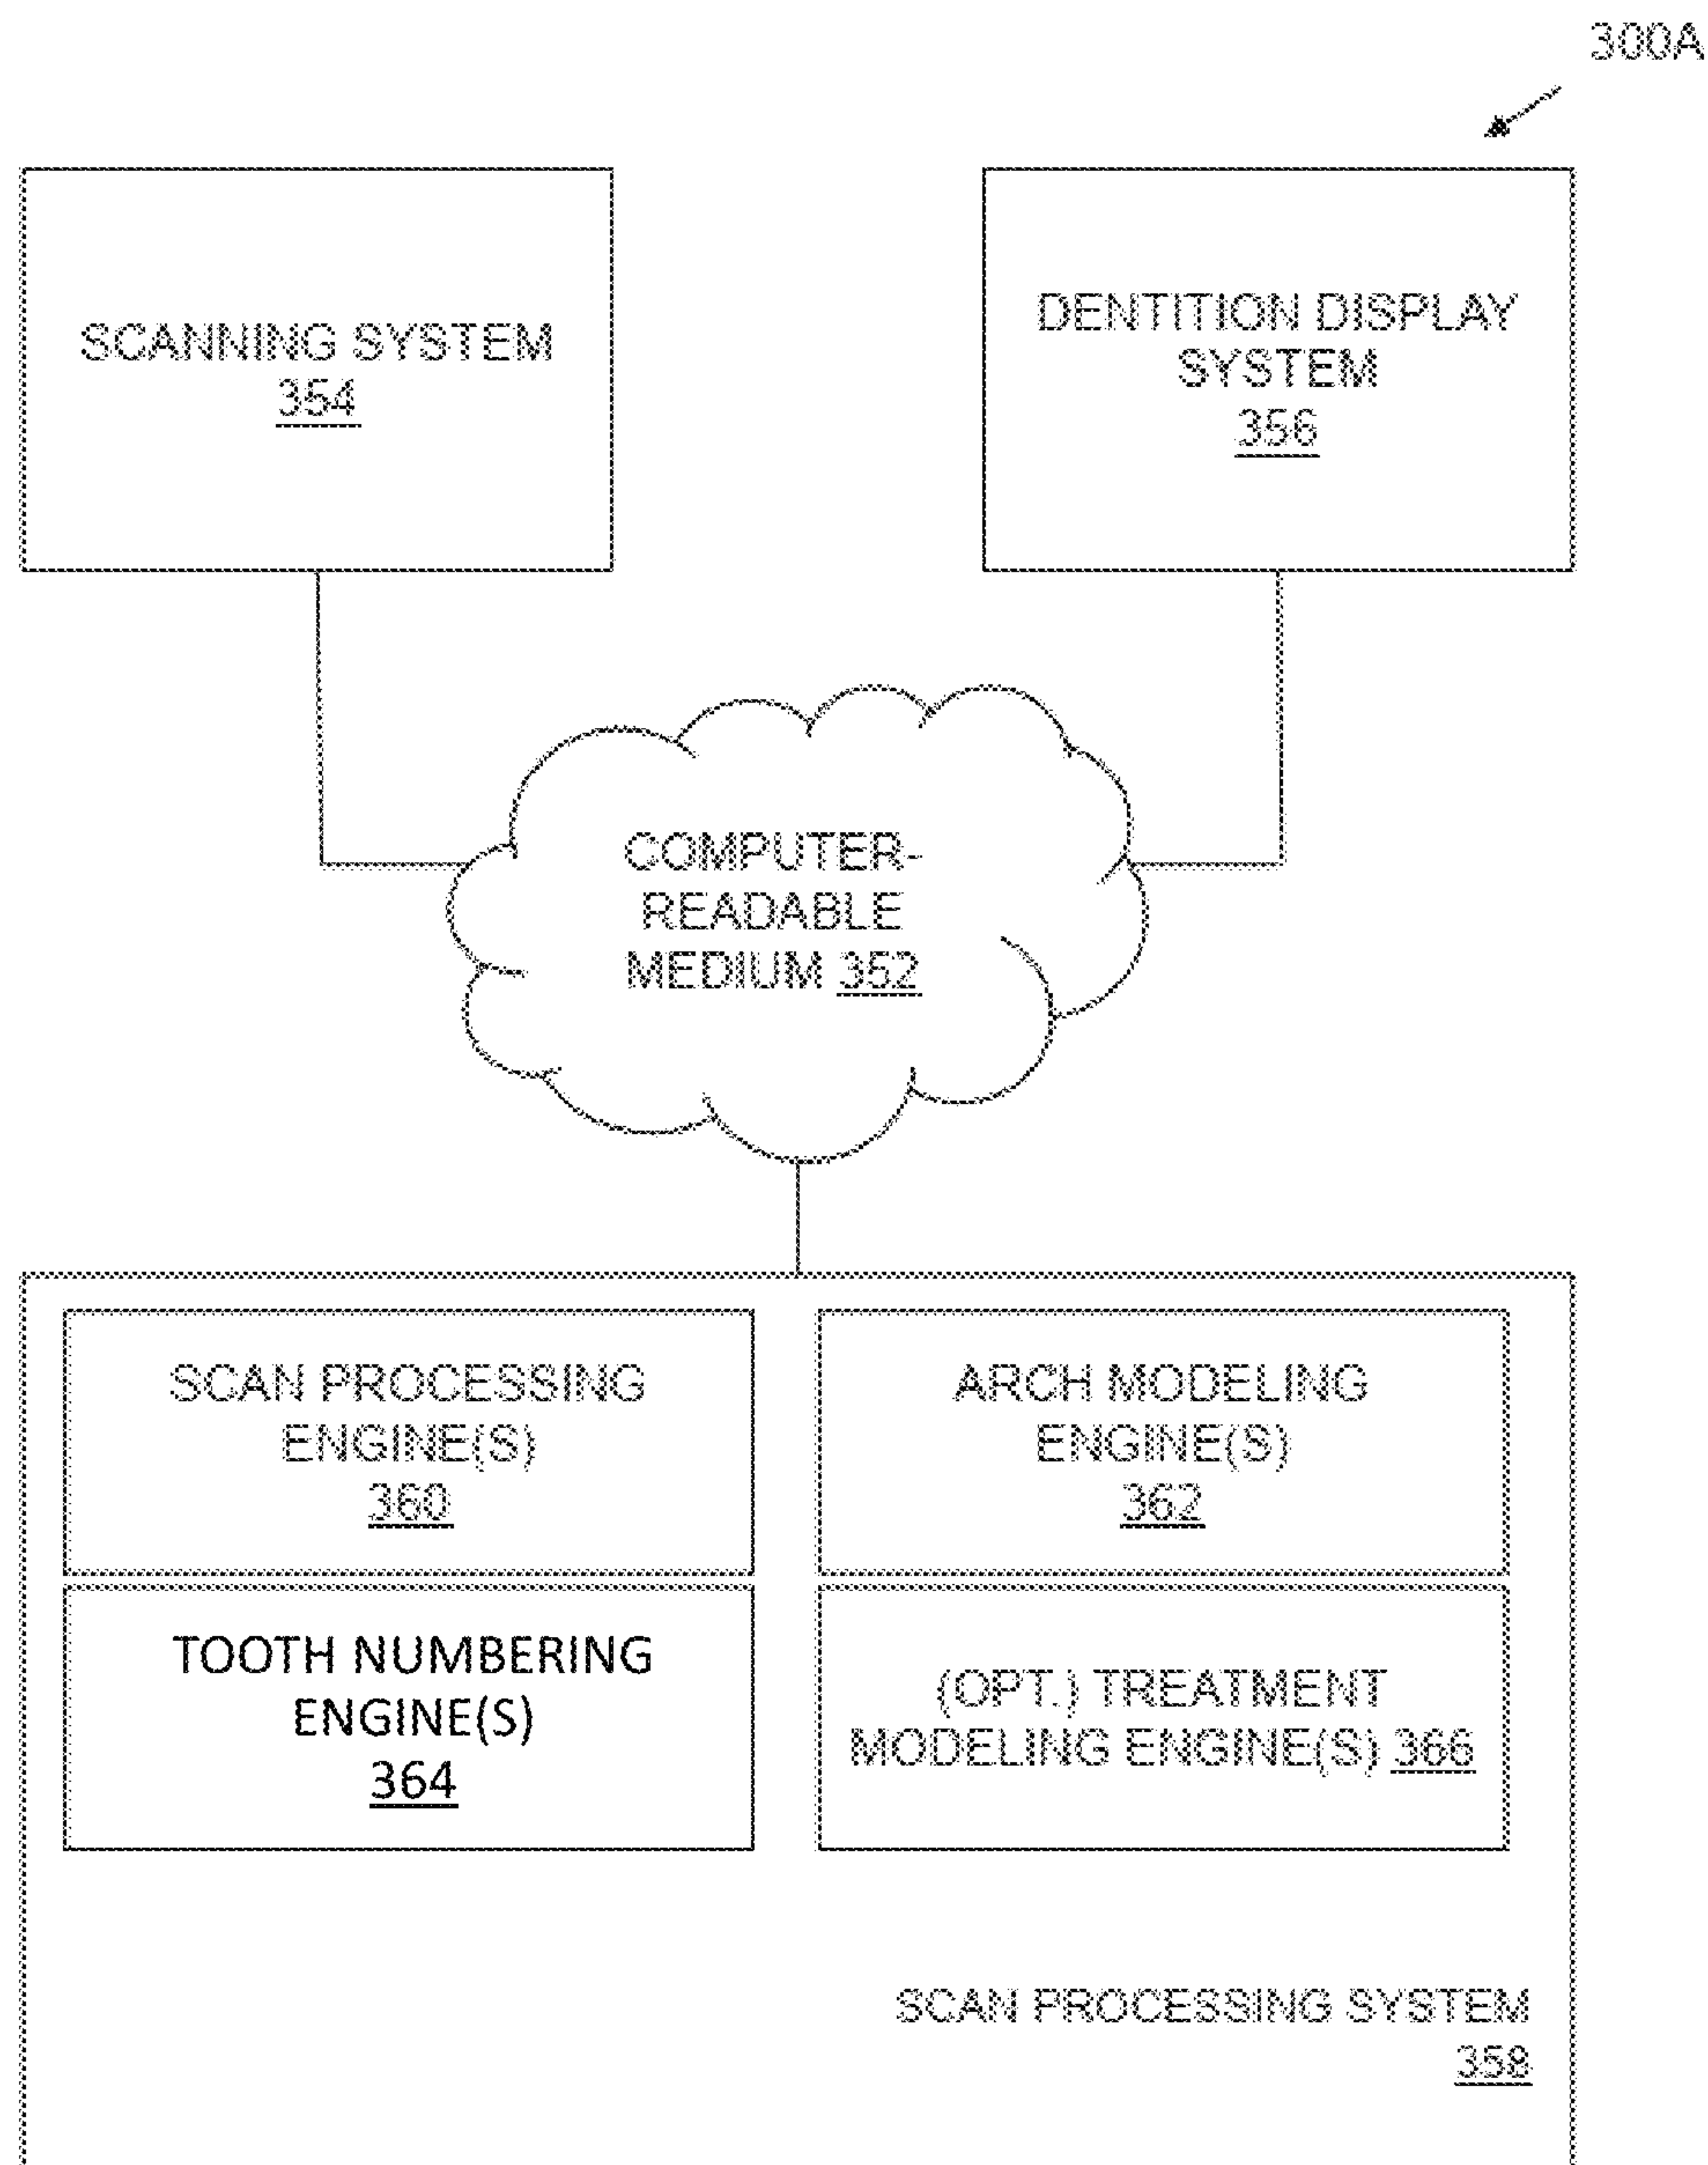 300A
SCANNING SYSTEM
354
DENTITION DISPLAY
SYSTEM
356
COMPUTER-
READABLE
MEDIUM 352
SCAN PROCESSING
ENGINE(S)
360
ARCH MODELING
ENGINE(S)
362
TOOTH NUMBERING
ENGINE(S)
364
(OPT.) TREATMENT
MODELING ENGINE(S) 366
SCAN PROCESSING SYSTEM
358